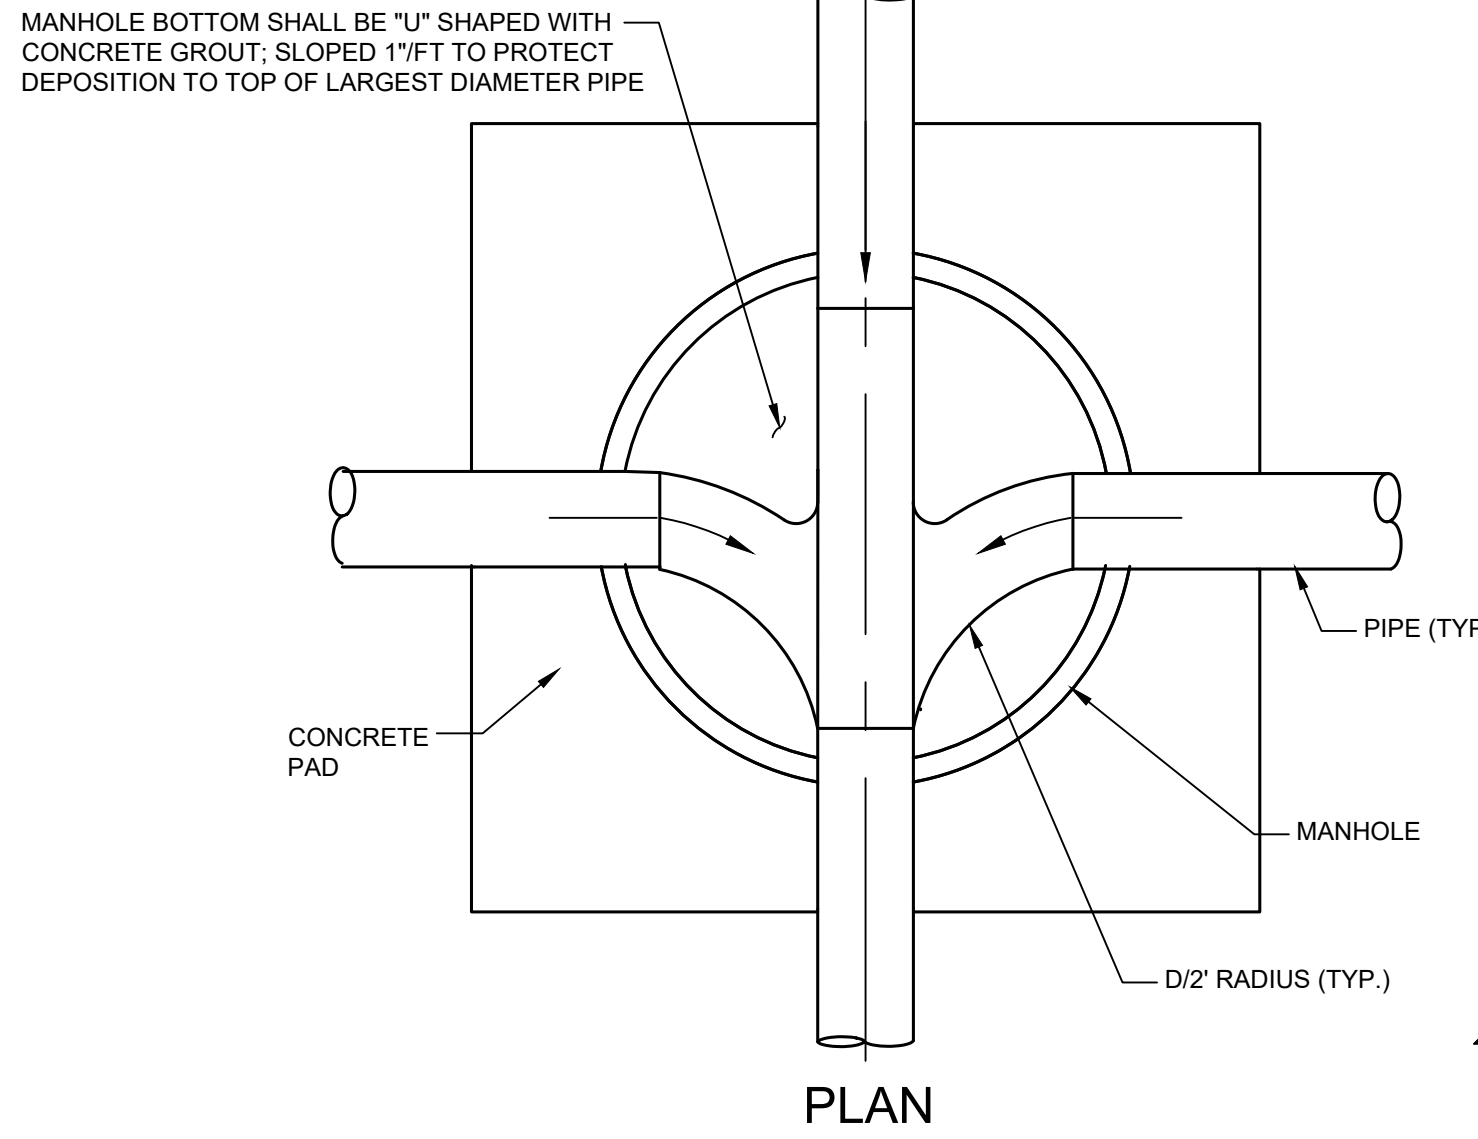 MANHOLE BOTTOM SHALL BE "U" SHAPED WITH
CONCRETE GROUT; SLOPED 1"/FT TO PROTECT
DEPOSITION TO TOP OF LARGEST DIAMETER PIPE
PIPE (TYP
CONCRETE
PAD
MANHOLE
D/2' RADIUS (TYP.)
PLAN